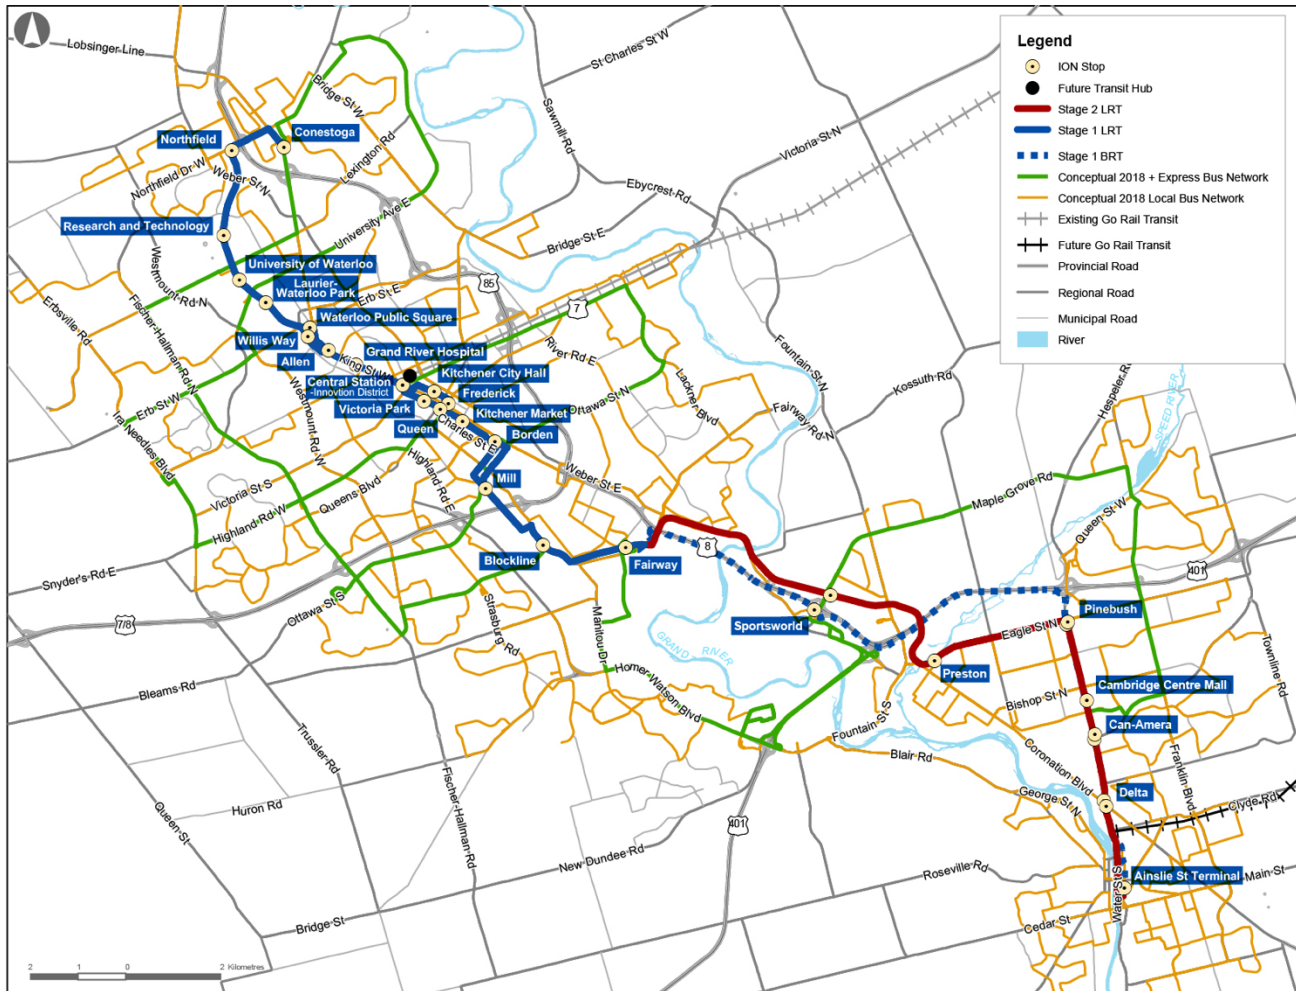 Lobsinger Line
St Charles St W
Bridge St W
Sawmill Rd
Victoria St N
Legend
ION Stop
Future Transit Hub
Stage 2 LRT
Stage 1 LRT
Stage 1 BRT
Conceptual 2018 + Express Bus Network
Conceptual 2018 Local Bus Network
Existing Go Rail Transit
Future Go Rail Transit
Provincial Road
Regional Road
Municipal Road
River
Northfield
Conestoga
Lexington Rd
Northfield Dr W
Weber St N
Ebycrest Rd
University Ave E
Bridge St E
Research and Technology
Westmount Rd N
University of Waterloo
Laurier-
Waterloo Park
Erb St E
85
7
Erbsville Rd
Fischer-Hallman Rd N
Waterloo Public Square
Willis Way
Allen
King St W
Grand River Hospital
River Rd E
Fountain St N
Kossuth Rd
Hespeler Rd
SPEED RIVER
Central Station
-Innovtion District
Kitchener City Hall
Frederick
Lackner Blvd
Erb St W
Westmount Rd W
Victoria Park
Kitchener Market
Ottawa St N
Fairway Rd N
Ira Needles Blvd
Queen
Charles St E
Borden
Highland Rd E
Weber St E
Mill
Victoria St S
Queens Blvd
Highland Rd W
Maple Grove Rd
Queen St W
8
401
Snyder's Rd E
Blockline
Fairway
7/8
Ottawa St S
Strasburg Rd
Manitou Dr
Sportsworld
Pinebush
Eagle St N
GRAND RIVER
Townline Rd
Preston
Homer Watson Blvd
Bleams Rd
Cambridge Centre Mall
Bishop St N
Can-Amera
Fountain St S
Blair Rd
Trussler Rd
Coronation Blvd
Franklin Blvd
Delta
George St N
Clyde Rd
Huron Rd
Fischer-Hallman Rd
Queen St
401
New Dundee Rd
Roseville Rd
Ainslie St Terminal
Main St
Water St S
Cedar St
Bridge St
2 1 0 2 Kilometres